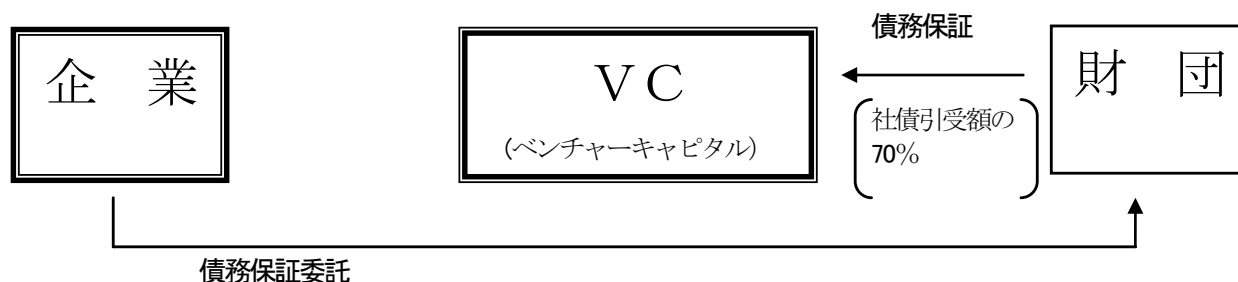 企　業
ＶＣ
(ベンチャーキャピタル)
債務保証
社債引受額の
70%
財　団
債務保証委託